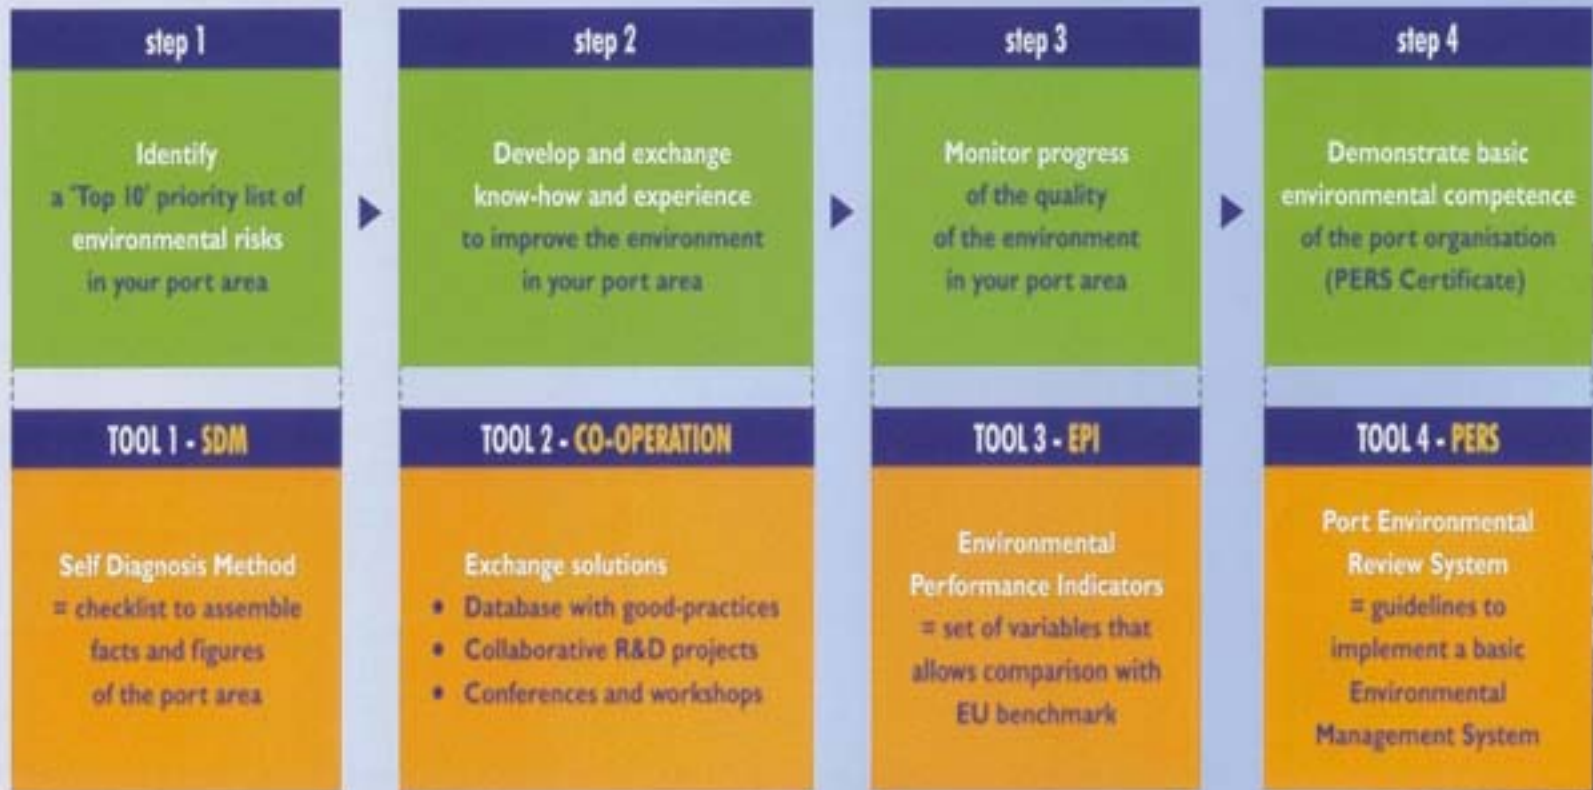 step 1
Identify
a 'Top 10' priority list of
environmental risks
in your port area
step 2
Develop and exchange
know-how and experience
to improve the environment
in your port area
step 3
Monitor progress
of the quality
of the environment
in your port area
step 4
Demonstrate basic
environmental competence
of the port organisation
(PERS Certificate)
TOOL 1 - SDM
Self Diagnosis Method
= checklist to assemble
facts and figures
of the port area
TOOL 2 - CO-OPERATION
Exchange solutions
• Database with good-practices
• Collaborative R&D projects
• Conferences and workshops
TOOL 3 - EPI
Environmental
Performance Indicators
= set of variables that
allows comparison with
EU benchmark
TOOL 4 - PERS
Port Environmental
Review System
= guidelines to
implement a basic
Environmental
Management System